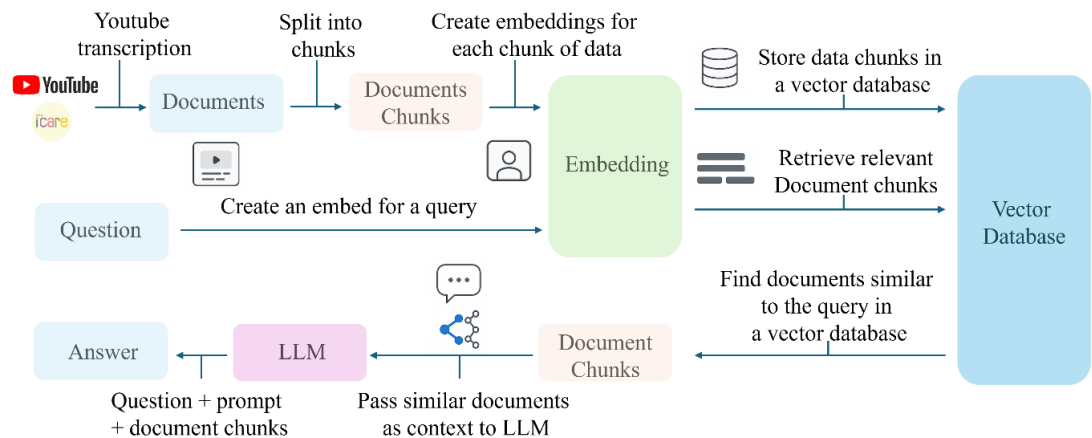 Youtube
transcription
Split into
chunks
Create embeddings for
each chunk of data
Store data chunks in
a vector database
YouTube
icare
Documents
Documents
Chunks
Embedding
Retrieve relevant
Document chunks
Create an embed for a query
Question
Vector
Database
Find documents similar
to the query in
a vector database
Answer
LLM
Document
Chunks
Question + prompt
+ document chunks
Pass similar documents
as context to LLM